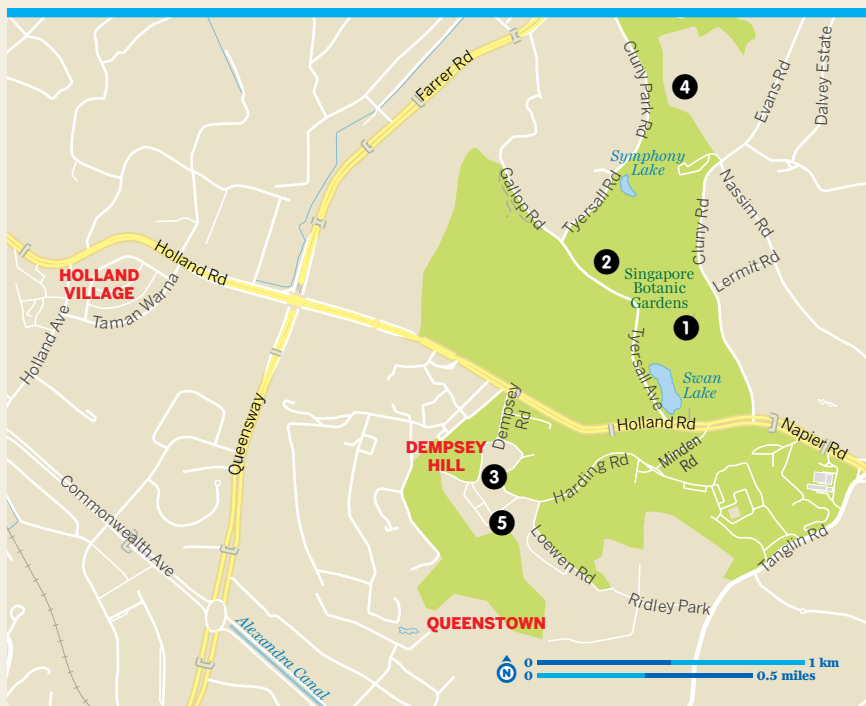 Farrer Rd
Cluny Park Rd
4
Evans Rd
Dalvey Estate
Symphony
Lake
Gallop Rd
Tyersall Rd
Nassim Rd
Cluny Rd
Holland Rd
2
Singapore
Botanic
Gardens
Lermit Rd
HOLLAND
VILLAGE
Taman Warna
Holland Ave
1
Tyersall Ave
Swan
Lake
Dempsey
Rd
Holland Rd
Napier Rd
Queensway
DEMPSEY
HILL
Minden
Rd
Harding Rd
3
Commonwealth Ave
5
Loewen Rd
Tanglin Rd
Ridley Park
QUEENSTOWN
Alexandra Canal
N
0 1 km
0 0.5 miles